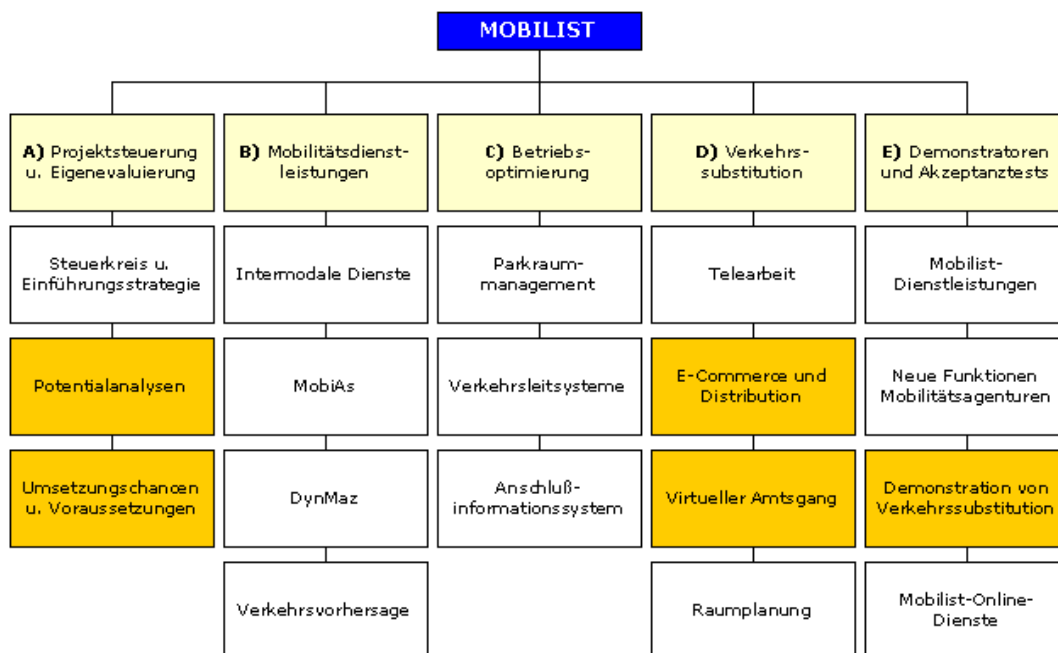 MOBILIST
A) Projektsteuerung
u. Eigenevaluierung
B) Mobilitätsdienst-
leistungen
C) Betriebs-
optimierung
D) Verkehrs-
substitution
E) Demonstratoren
und Akzeptanztests
Steuerkreis u.
Einführungsstrategie
Intermodale Dienste
Parkraum-
management
Telearbeit
Mobilist-
Dienstleistungen
Potentialanalysen
MobiAs
Verkehrsleitsysteme
E-Commerce und
Distribution
Neue Funktionen
Mobilitätsagenturen
Umsetzungschancen
u. Voraussetzungen
DynMaz
Anschluß-
informationssystem
Virtueller Amtsgang
Demonstration von
Verkehrssubstitution
Verkehrsvorhersage
Raumplanung
Mobilist-Online-
Dienste